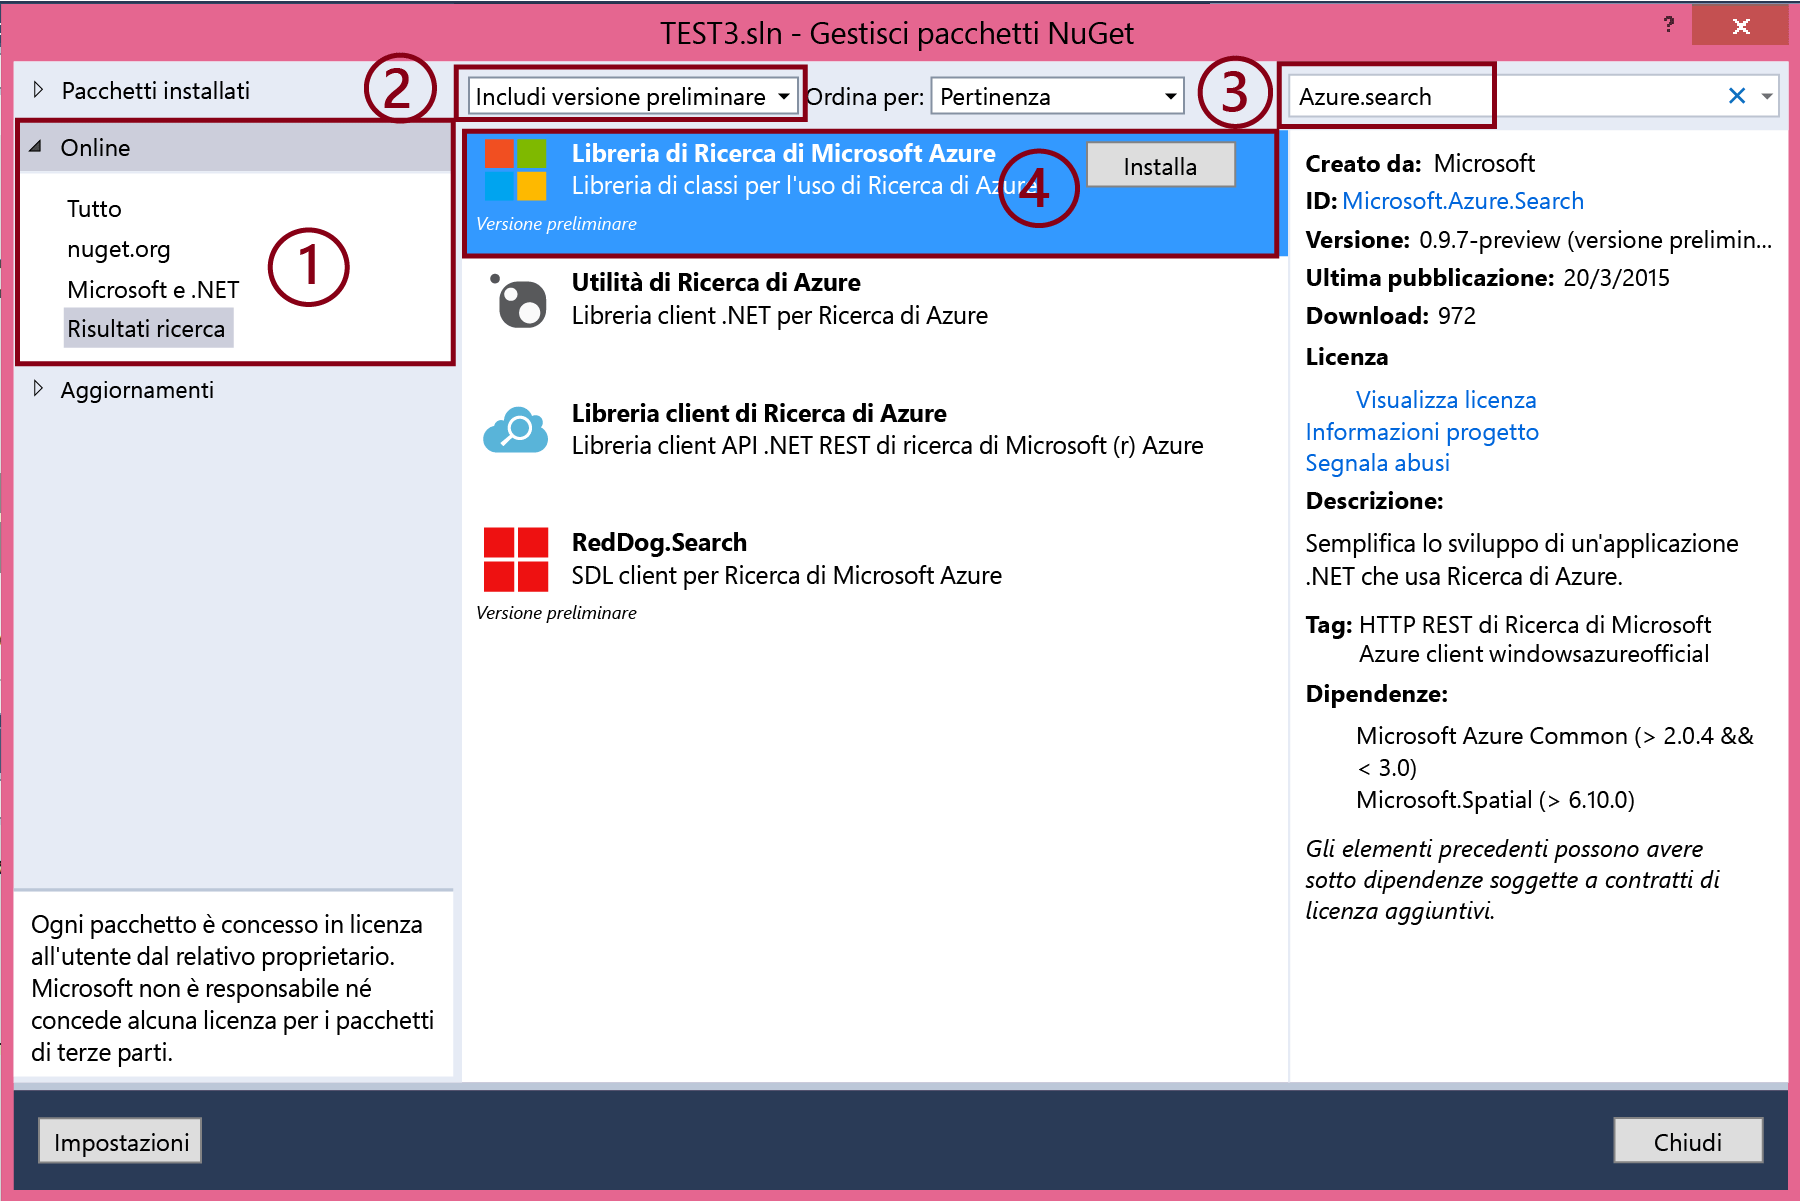 TEST3.sln - Gestisci pacchetti NuGet
?
Pacchetti installati
2
Includi versione preliminare
Ordina per:
Pertinenza
3
Azure.search
Online
Tutto
nuget.org
Microsoft e .NET
Risultati ricerca
1
Aggiornamenti
Libreria di Ricerca di Microsoft Azure
Libreria di classi per l'uso di Ricerca di Azure
Versione preliminare
4
Installa
Utilità di Ricerca di Azure
Libreria client .NET per Ricerca di Azure
Libreria client di Ricerca di Azure
Libreria client API .NET REST di ricerca di Microsoft (r) Azure
RedDog.Search
SDL client per Ricerca di Microsoft Azure
Versione preliminare
Creato da: Microsoft
ID: Microsoft.Azure.Search
Versione: 0.9.7-preview (versione prelimin...
Ultima pubblicazione: 20/3/2015
Download: 972
Licenza
Visualizza licenza
Informazioni progetto
Segnala abusi
Descrizione:
Semplifica lo sviluppo di un'applicazione
.NET che usa Ricerca di Azure.
Tag: HTTP REST di Ricerca di Microsoft
Azure client windowsazureofficial
Dipendenze:
Microsoft Azure Common (> 2.0.4 &&
< 3.0)
Microsoft.Spatial (> 6.10.0)
Gli elementi precedenti possono avere
sotto dipendenze soggette a contratti di
licenza aggiuntivi.
Ogni pacchetto è concesso in licenza
all'utente dal relativo proprietario.
Microsoft non è responsabile né
concede alcuna licenza per i pacchetti
di terze parti.
Impostazioni
Chiudi